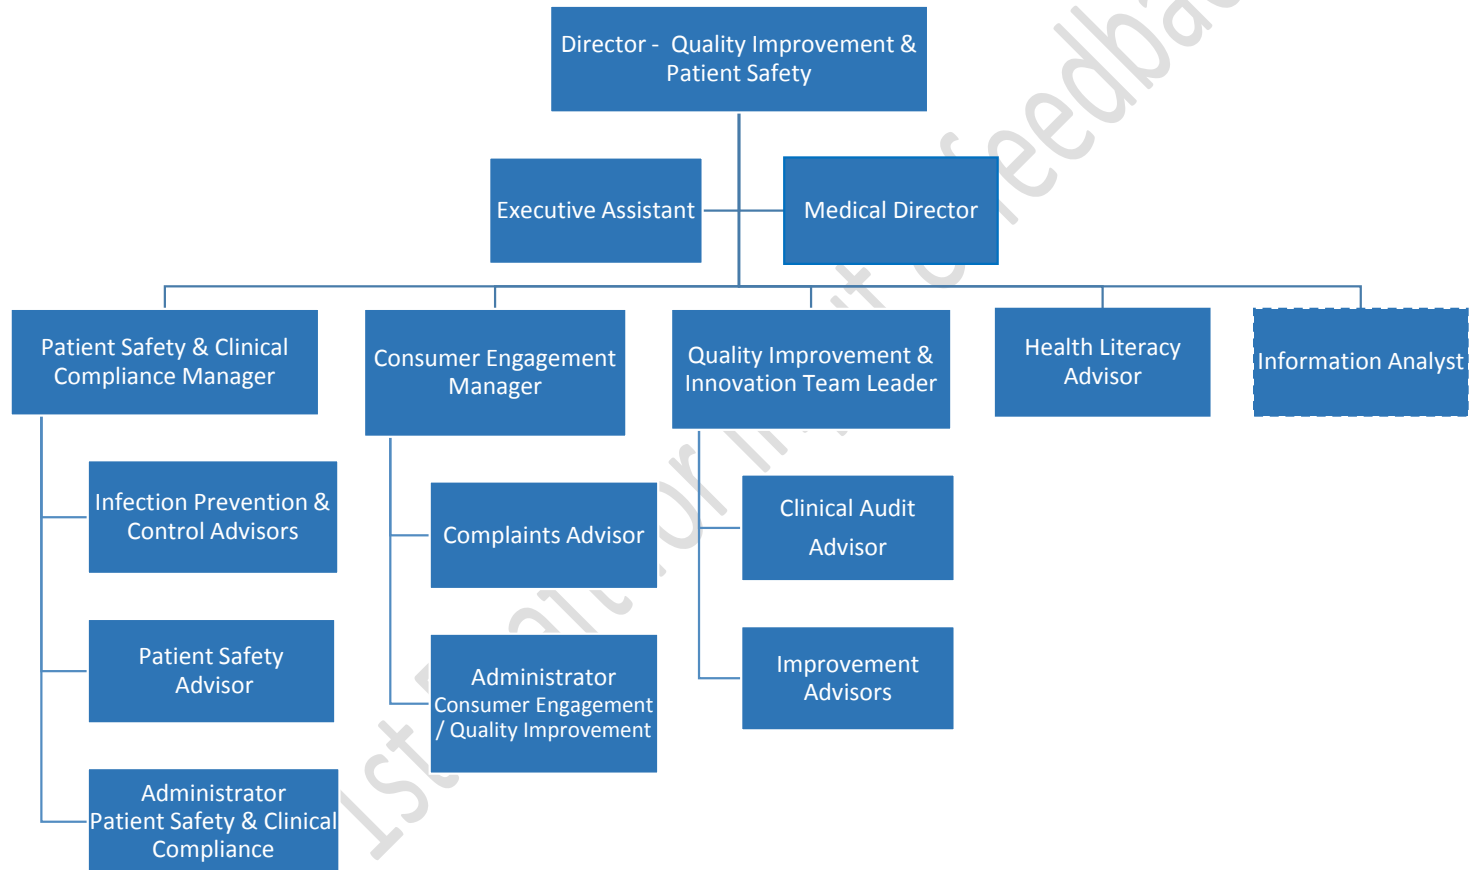 Director - Quality Improvement &
Patient Safety
Executive Assistant
Medical Director
Patient Safety & Clinical
Compliance Manager
Consumer Engagement
Manager
Quality Improvement &
Innovation Team Leader
Health Literacy
Advisor
Information Analyst
Infection Prevention &
Control Advisors
Complaints Advisor
Clinical Audit
Advisor
Patient Safety
Advisor
Administrator
Consumer Engagement
/ Quality Improvement
Improvement
Advisors
Administrator
Patient Safety & Clinical
Compliance
1st